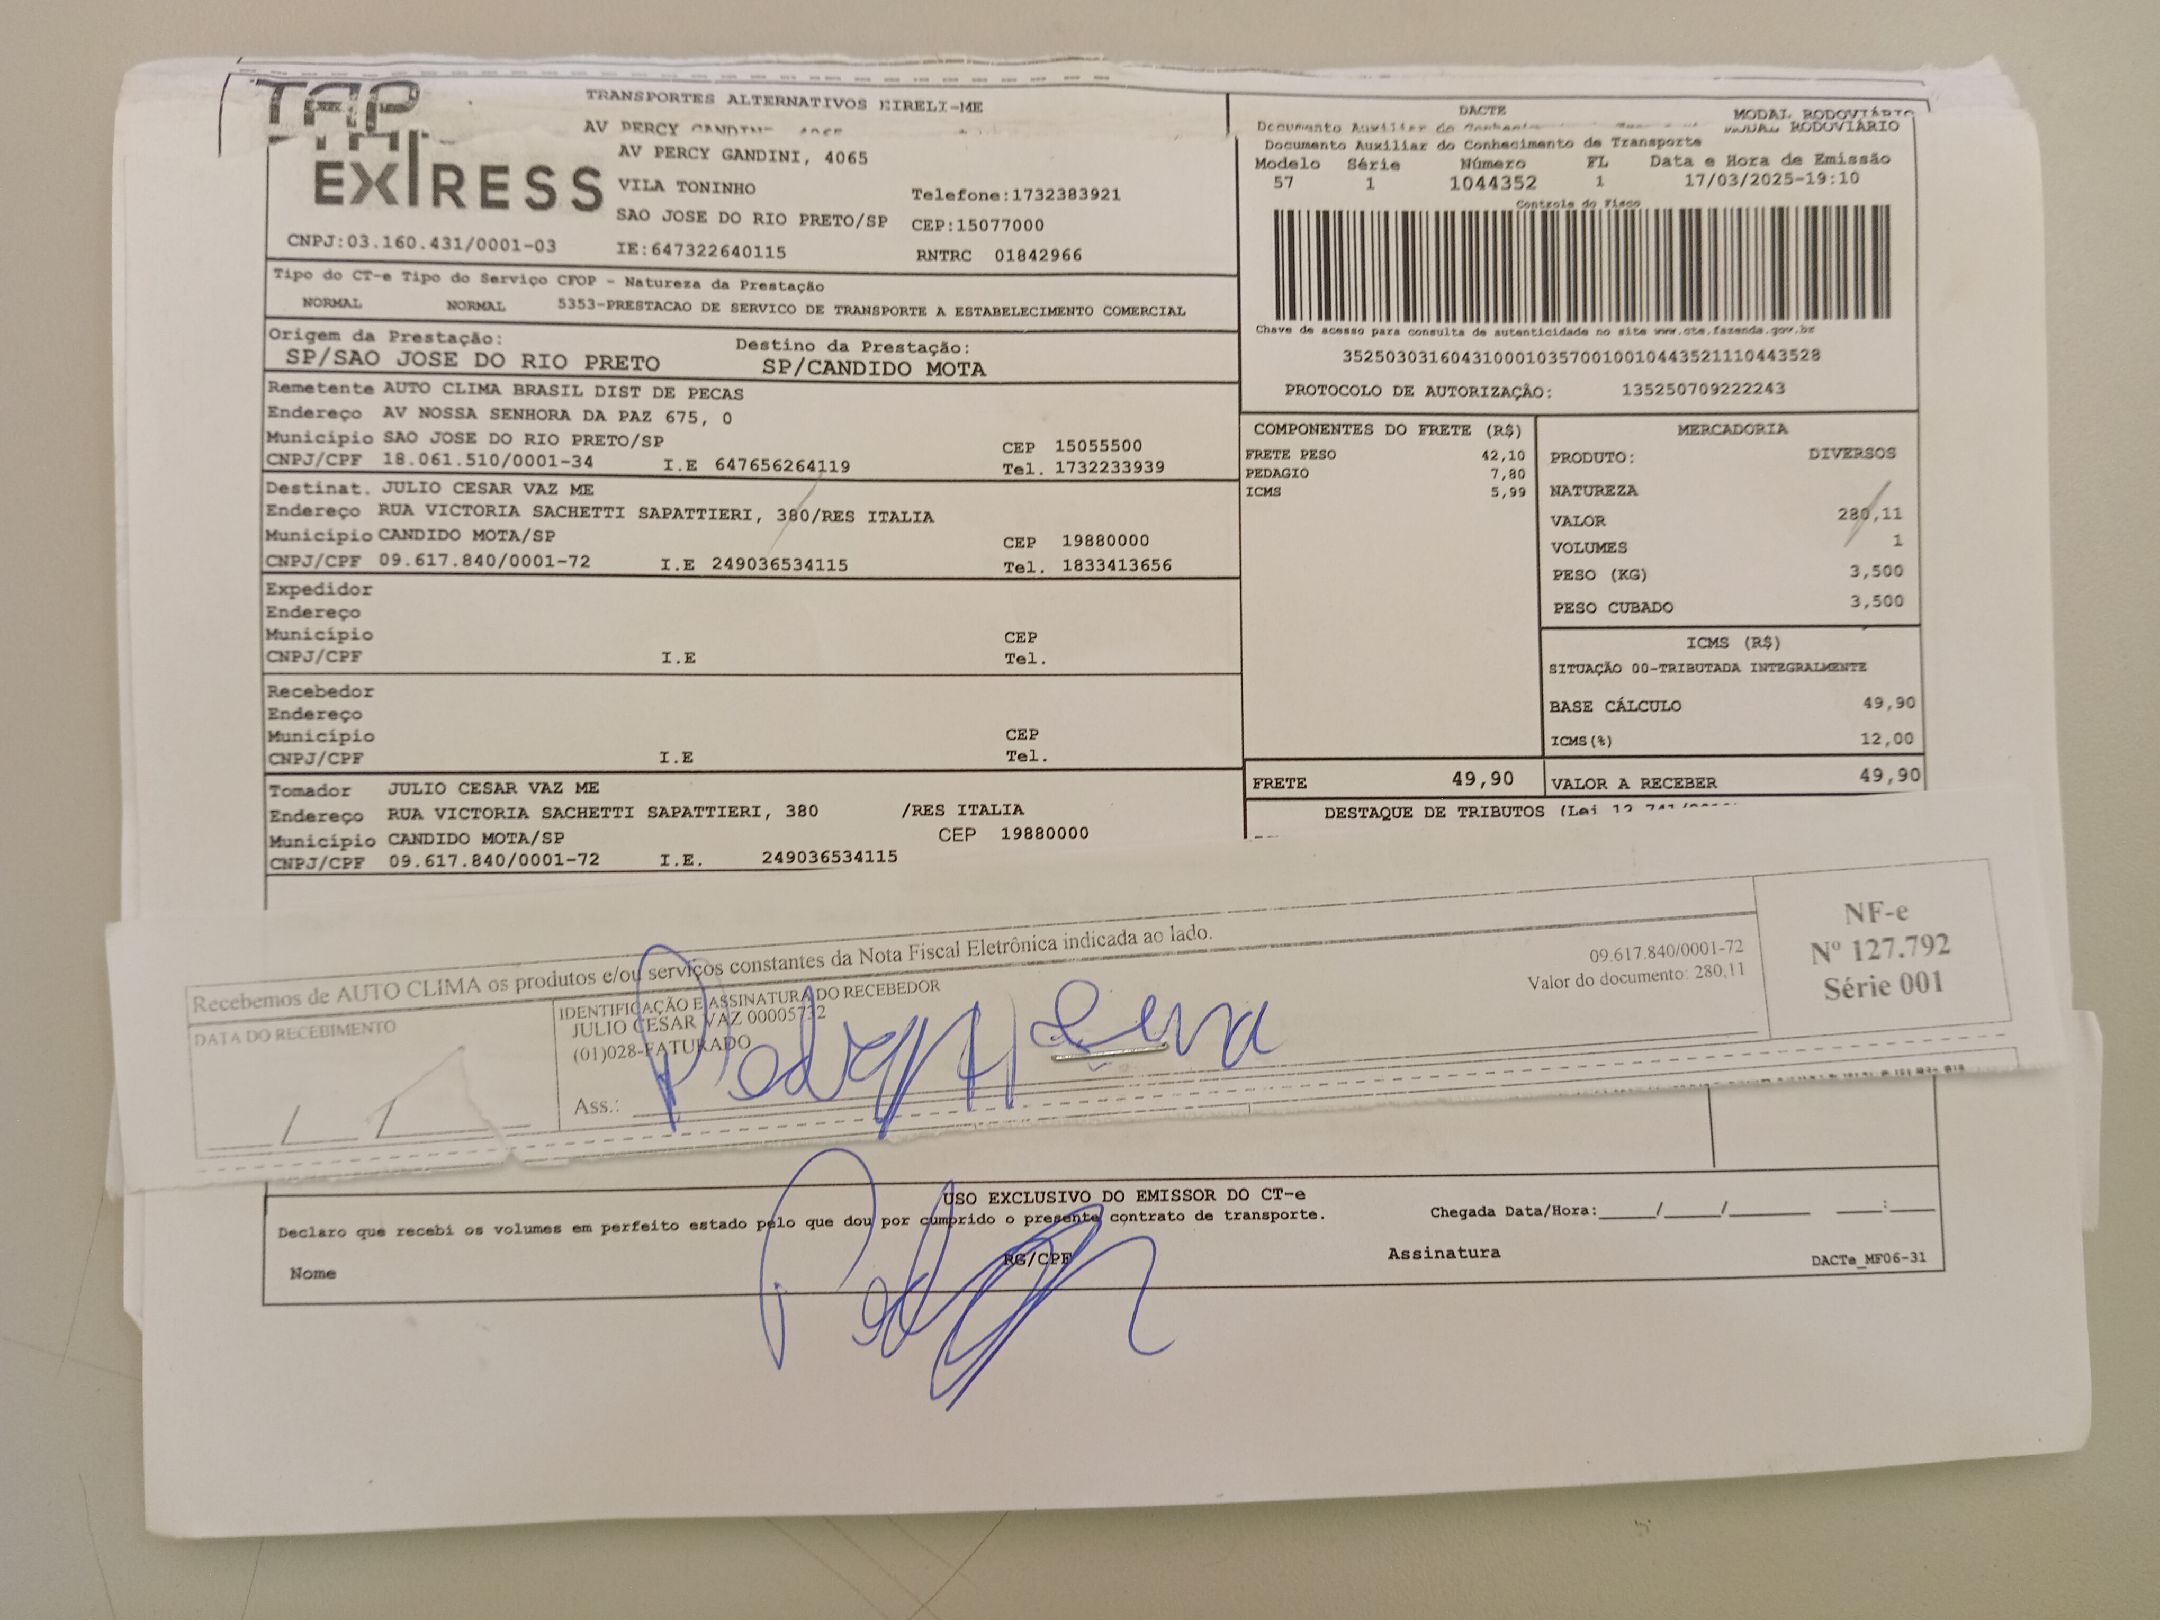 TAP
EXPRESS
TRANSPORTES ALTERNATIVOS EIRELI-ME
AV PERCY GANDINI, 4065
VILA TONINHO
Telefone:1732383921
SAO JOSE DO RIO PRETO/SP CEP:15077000
CNPJ:03.160.431/0001-03 IE:647322640115 RNTRC 01842966
DACTE MODAL RODOVIÁRIO
MODAL RODOVIÁRIO
Documento Auxiliar do Conhecimento de Transporte
Modelo Série Número FL Data e Hora de Emissão
57 1 1044352 1 17/03/2025-19:10
Controle do Fisco
Chave de acesso para consulta de autenticidade no site www.cte.fazenda.gov.br
35250303160431000103570010010443521110443528
PROTOCOLO DE AUTORIZAÇÃO: 135250709222243
Tipo do CT-e Tipo do Serviço CFOP - Natureza da Prestação
NORMAL NORMAL 5353-PRESTACAO DE SERVICO DE TRANSPORTE A ESTABELECIMENTO COMERCIAL
Origem da Prestação: Destino da Prestação:
SP/SAO JOSE DO RIO PRETO SP/CANDIDO MOTA
Remetente AUTO CLIMA BRASIL DIST DE PECAS
Endereço AV NOSSA SENHORA DA PAZ 675, 0
Município SAO JOSE DO RIO PRETO/SP CEP 15055500
CNPJ/CPF 18.061.510/0001-34 I.E 647656264119 Tel. 1732233939
Destinat. JULIO CESAR VAZ ME
Endereço RUA VICTORIA SACHETTI SAPATTIERI, 380/RES ITALIA
Município CANDIDO MOTA/SP CEP 19880000
CNPJ/CPF 09.617.840/0001-72 I.E 249036534115 Tel. 1833413656
Expedidor
Endereço
Município CEP
CNPJ/CPF I.E Tel.
Recebedor
Endereço
Município CEP
CNPJ/CPF I.E Tel.
Tomador JULIO CESAR VAZ ME
Endereço RUA VICTORIA SACHETTI SAPATTIERI, 380 /RES ITALIA
Município CANDIDO MOTA/SP CEP 19880000
CNPJ/CPF 09.617.840/0001-72 I.E. 249036534115
COMPONENTES DO FRETE (R$)
FRETE PESO 42,10
PEDAGIO 7,80
ICMS 5,99
MERCADORIA
PRODUTO: DIVERSOS
NATUREZA
VALOR 280,11
VOLUMES 1
PESO (KG) 3,500
PESO CUBADO 3,500
ICMS (R$)
SITUAÇÃO 00-TRIBUTADA INTEGRALMENTE
BASE CÁLCULO 49,90
ICMS(%) 12,00
FRETE 49,90 VALOR A RECEBER 49,90
DESTAQUE DE TRIBUTOS (Lei
Recebemos de AUTO CLIMA os produtos e/ou serviços constantes da Nota Fiscal Eletrônica indicada ao lado.
DATA DO RECEBIMENTO
IDENTIFICAÇÃO E ASSINATURA DO RECEBEDOR
JULIO CESAR VAZ 00005732
(01)028-FATURADO
Ass.:
09.617.840/0001-72
Valor do documento: 280,11
NF-e
Nº 127.792
Série 001
USO EXCLUSIVO DO EMISSOR DO CT-e
Declaro que recebi os volumes em perfeito estado pelo que dou por cumprido o presente contrato de transporte. Chegada Data/Hora:____/____/____ ____:____
Nome RG/CPF Assinatura DACTe_MF06-31